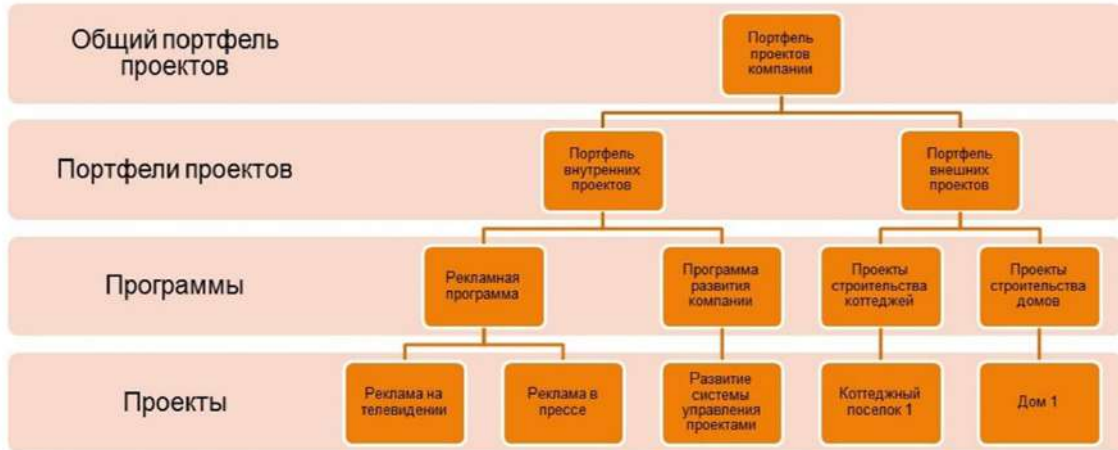 Общий портфель
проектов
Портфель
проектов
компании
Портфели проектов
Портфель
внутренних
проектов
Портфель
внешних
проектов
Программы
Рекламная
программа
Программа
развития
компании
Проекты
строительства
коттеджей
Проекты
строительства
домов
Проекты
Реклама на
телевидении
Реклама в
прессе
Развитие
системы
управления
проектами
Коттеджный
поселок 1
Дом 1